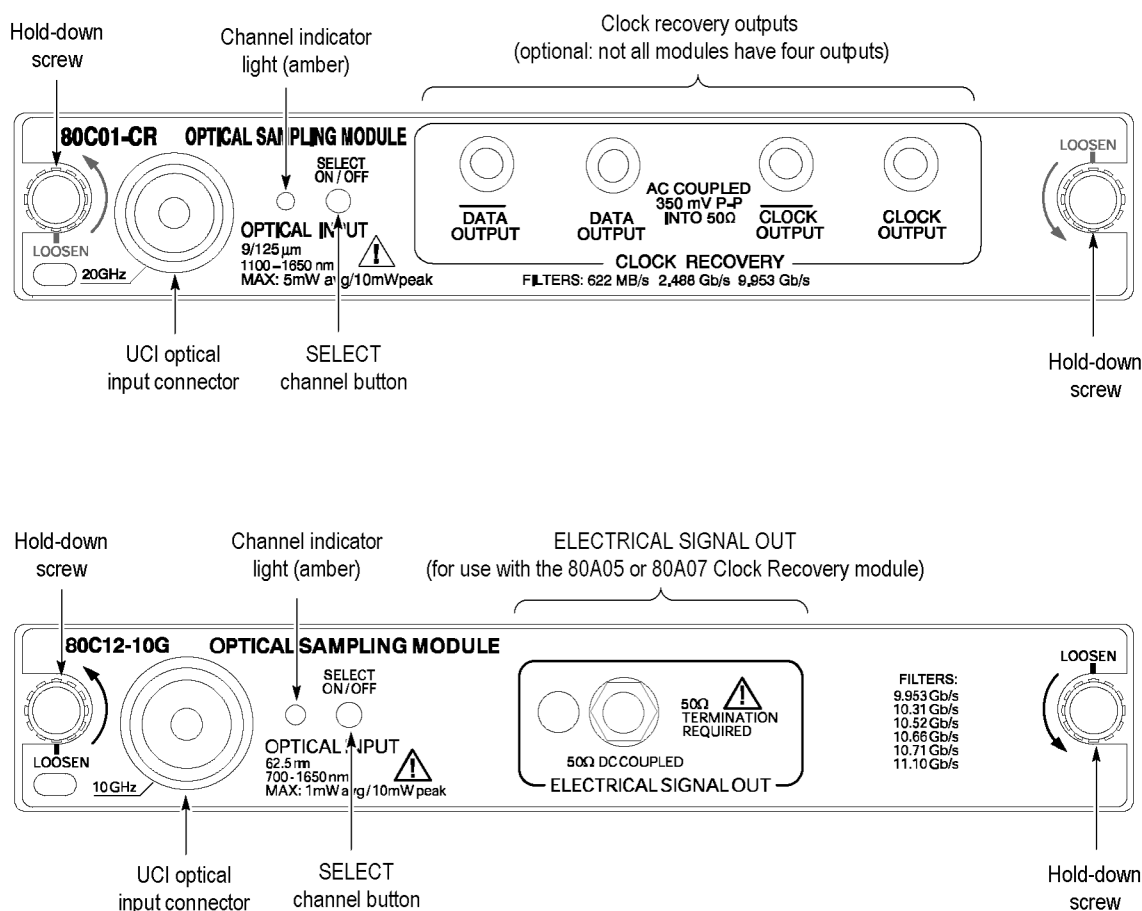 Hold-down
screw
Channel indicator
light (amber)
Clock recovery outputs
(optional: not all modules have four outputs)
80C01-CR OPTICAL SAMPLING MODULE
LOOSEN
SELECT
ON / OFF
OPTICAL INPUT
9/125 µm
1100–1650 nm
MAX: 5mW avg/10mWpeak
LOOSEN
20GHz
DATA
OUTPUT
DATA
OUTPUT
AC COUPLED
350 mV P-P
INTO 50Ω
CLOCK
OUTPUT
CLOCK
OUTPUT
CLOCK RECOVERY
FILTERS: 622 MB/s 2.488 Gb/s 9.953 Gb/s
UCI optical
input connector
SELECT
channel button
Hold-down
screw
Hold-down
screw
Channel indicator
light (amber)
ELECTRICAL SIGNAL OUT
(for use with the 80A05 or 80A07 Clock Recovery module)
80C12-10G OPTICAL SAMPLING MODULE
LOOSEN
SELECT
ON / OFF
OPTICAL INPUT
62.5 m
700-1650 nm
MAX: 1mW avg/10mWpeak
LOOSEN
10 GHz
50Ω
TERMINATION
REQUIRED
50Ω DC COUPLED
ELECTRICAL SIGNAL OUT
FILTERS:
9.953 Gb/s
10.31 Gb/s
10.52 Gb/s
10.66 Gb/s
10.71 Gb/s
11.10 Gb/s
UCI optical
input connector
SELECT
channel button
Hold-down
screw